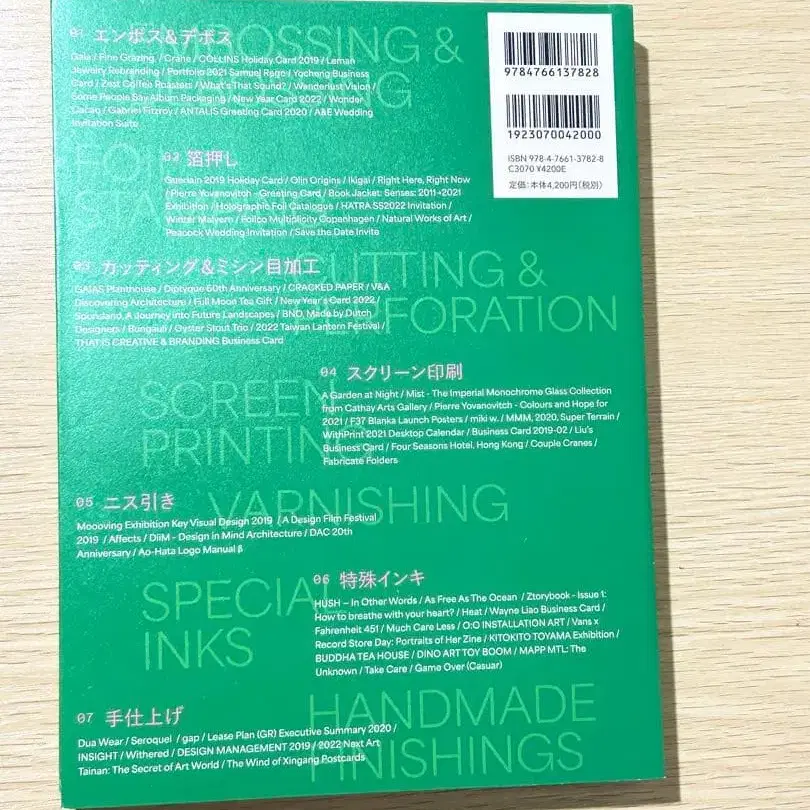 01 エンボス&デボス
EMBOSSING &
Gaia / Fine Grazing / Crane / COLLINS Holiday Card 2019 / Leman
Jewelry Rebranding / Portfolio 2021 Samuel Rego / Yocheng Business
Card / Zest Coffee Roasters / What's That Sound? / Wanderlust Vision /
Some People Say Album Packaging / New Year Card 2022 / Wonder
Cacao / Gabriel Fitzroy / ANTALIS Greeting Card 2020 / A&E Wedding
Invitation Suite
9784766137828
1923070042000
ISBN 978-4-7661-3782-8
C3070 ¥4200E
定価:本体4,200円(税別)
02 箔押し
Guedain 2019 Holiday Card / Olin Origins / Ikigai / Right Here, Right Now
/ Pierre Yovanovitch - Greeting Card / Book Jacket: Senses: 2011→2021
Exhibition / Holographic Foil Catalogue / HATRA SS2022 Invitation /
Winter Malvern / Foilco Multiplicity Copenhagen / Natural Works of Art /
Peacock Wedding Invitation / Save the Date Invite
03 カッティング&ミシン目加工
CUTTING &
PERFORATION
GAIAS Planthouse / Diptyque 60th Anniversary / CRACKED PAPER / V&A
Discovering Architecture / Full Moon Tea Gift / New Year's Card 2022 /
Soundsland, A Journey into Future Landscapes / BNO, Made by Dutch
Designers / Bungalii / Oyster Stout Trio / 2022 Taiwan Lantern Festival /
THAT IS CREATIVE & BRANDING Business Card
04 スクリーン印刷
SCREEN
PRINTING
A Garden at Night / Mist - The Imperial Monochrome Glass Collection
from Cathay Arts Gallery / Pierre Yovanovitch - Colours and Hope for
2021 / F37 Blanka Launch Posters / miki w. / MMM, 2020, Super Terrain /
WithPrint 2021 Desktop Calendar / Business Card 2019-02 / Liu's
Business Card / Four Seasons Hotel, Hong Kong / Couple Cranes /
Fabricate Folders
05 ニス引き
VARNISHING
Moooving Exhibition Key Visual Design 2019 / A Design Film Festival
2019 / Affects / DiiM - Design in Mind Architecture / DAC 20th
Anniversary / Ao-Hata Logo Manual β
06 特殊インキ
SPECIAL
INKS
HUSH – In Other Words / As Free As The Ocean / Ztorybook - Issue 1:
How to breathe with your heart? / Heat / Wayne Liao Business Card /
Fahrenheit 451 / Much Care Less / O:O INSTALLATION ART / Vans x
Record Store Day: Portraits of Her Zine / KITOKITO TOYAMA Exhibition /
BUDDHA TEA HOUSE / DINO ART TOY BOOM / MAPP MTL: The
Unknown / Take Care / Game Over (Casuar)
07 手仕上げ
HANDMADE
FINISHINGS
Dua Wear / Seroquel / gap / Lease Plan (GR) Executive Summary 2020 /
INSIGHT / Withered / DESIGN MANAGEMENT 2019 / 2022 Next Art
Tainan: The Secret of Art World / The Wind of Xingang Postcards